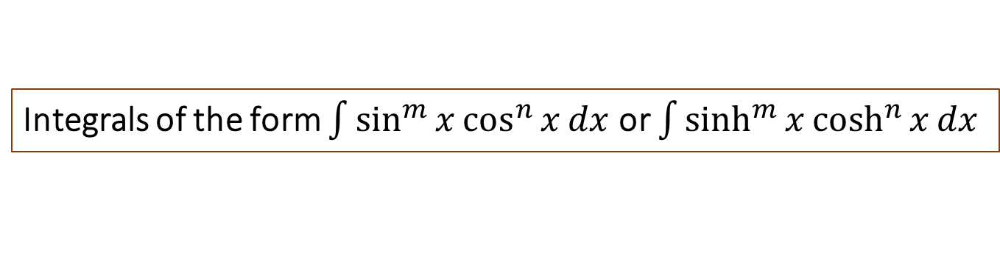 Integrals of the form ∫ sinᵐ x cosⁿ x dx or ∫ sinhᵐ x coshⁿ x dx